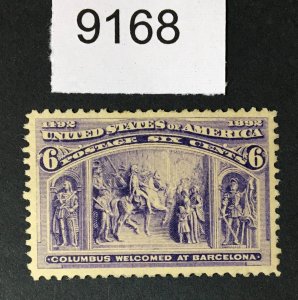 9168
1492 1892
UNITED STATES OF AMERICA
POSTAGE SIX CENTS
6 6
COLUMBUS WELCOMED AT BARCELONA